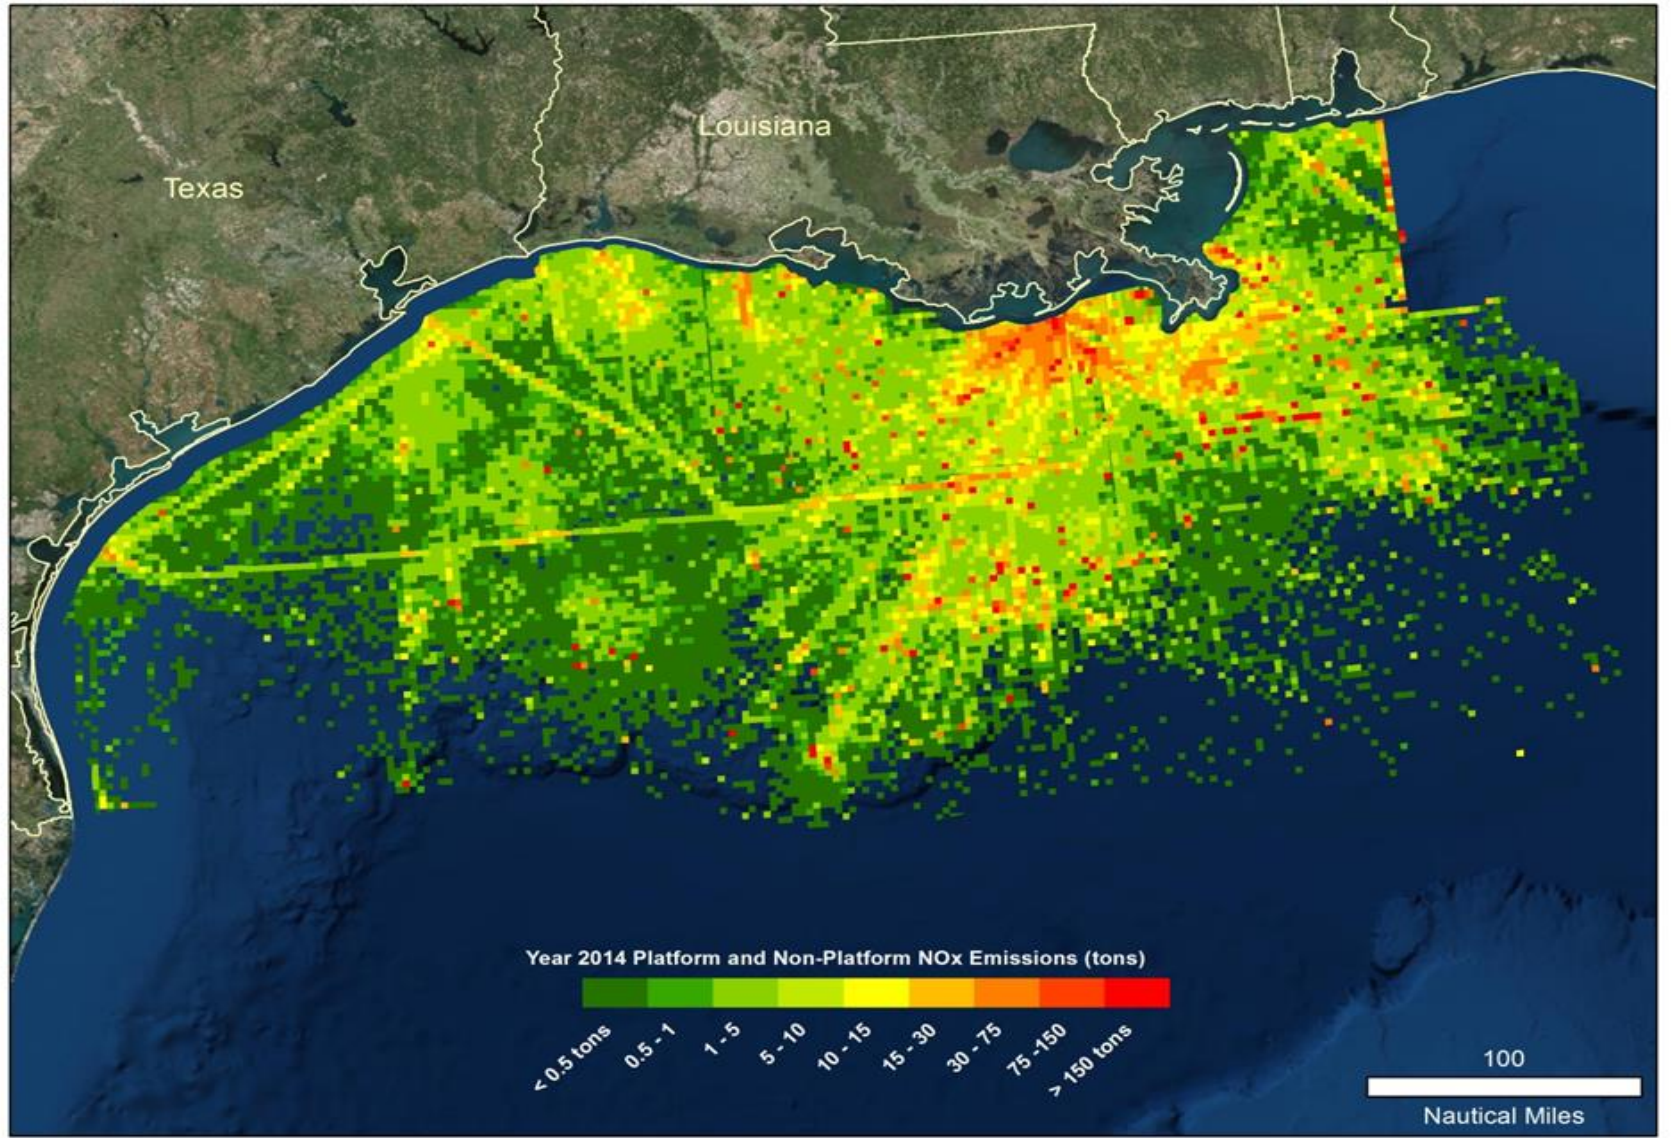 Louisiana
Texas
Year 2014 Platform and Non-Platform NOx Emissions (tons)
< 0.5 tons
0.5 - 1
1 - 5
5 - 10
10 - 15
15 - 30
30 - 75
75 -150
> 150 tons
100
Nautical Miles